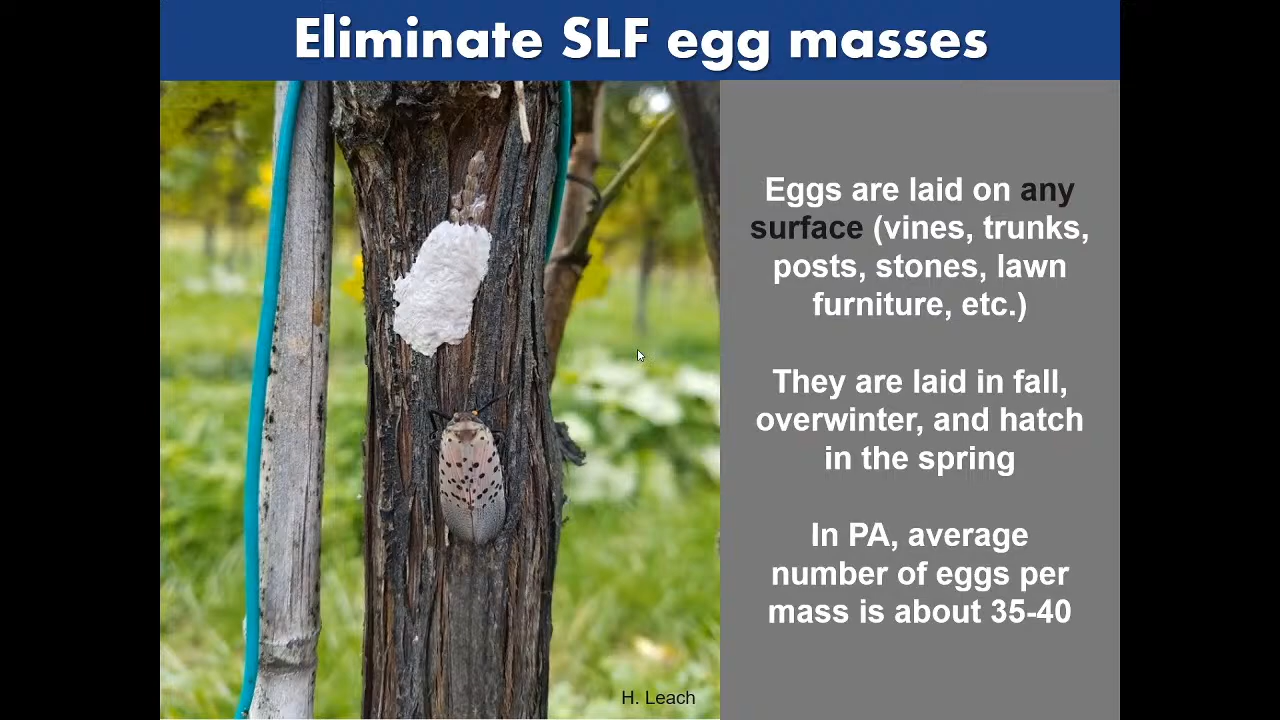 Eliminate SLF egg masses
Eggs are laid on any
surface (vines, trunks,
posts, stones, lawn
furniture, etc.)
They are laid in fall,
overwinter, and hatch
in the spring
In PA, average
number of eggs per
mass is about 35-40
H. Leach